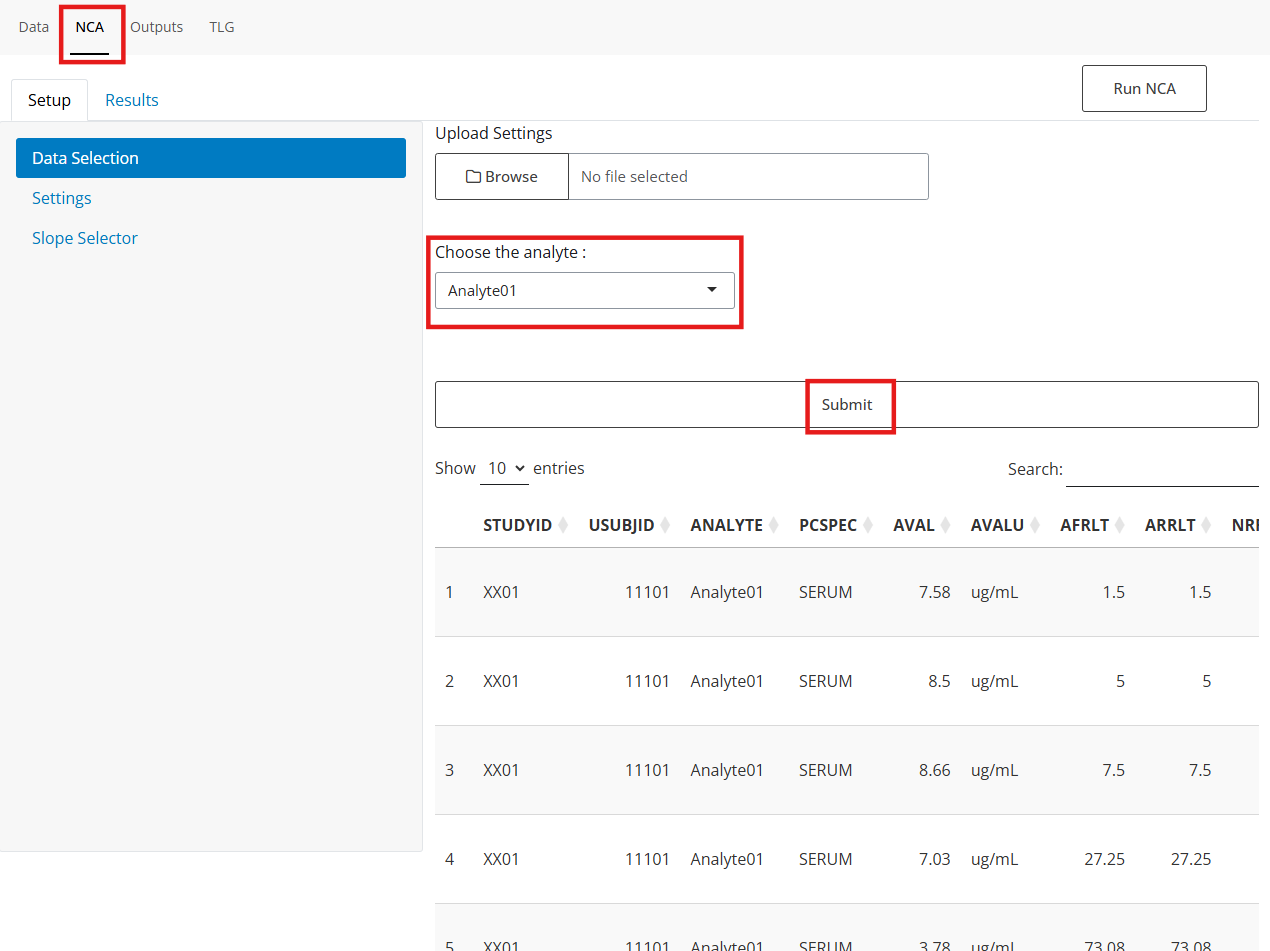 Data NCA Outputs TLG
Setup Results Run NCA
Data Selection
Settings
Slope Selector
Upload Settings
Browse No file selected
Choose the analyte :
Analyte01
Submit
Show 10 entries Search:
STUDYID USUBJID ANALYTE PCSPEC AVAL AVALU AFRLT ARRLT
1 XX01 11101 Analyte01 SERUM 7.58 ug/mL 1.5 1.5
2 XX01 11101 Analyte01 SERUM 8.5 ug/mL 5 5
3 XX01 11101 Analyte01 SERUM 8.66 ug/mL 7.5 7.5
4 XX01 11101 Analyte01 SERUM 7.03 ug/mL 27.25 27.25
5 XX01 11101 Analyte01 SERUM 3.78 ug/mL 73.08 73.08